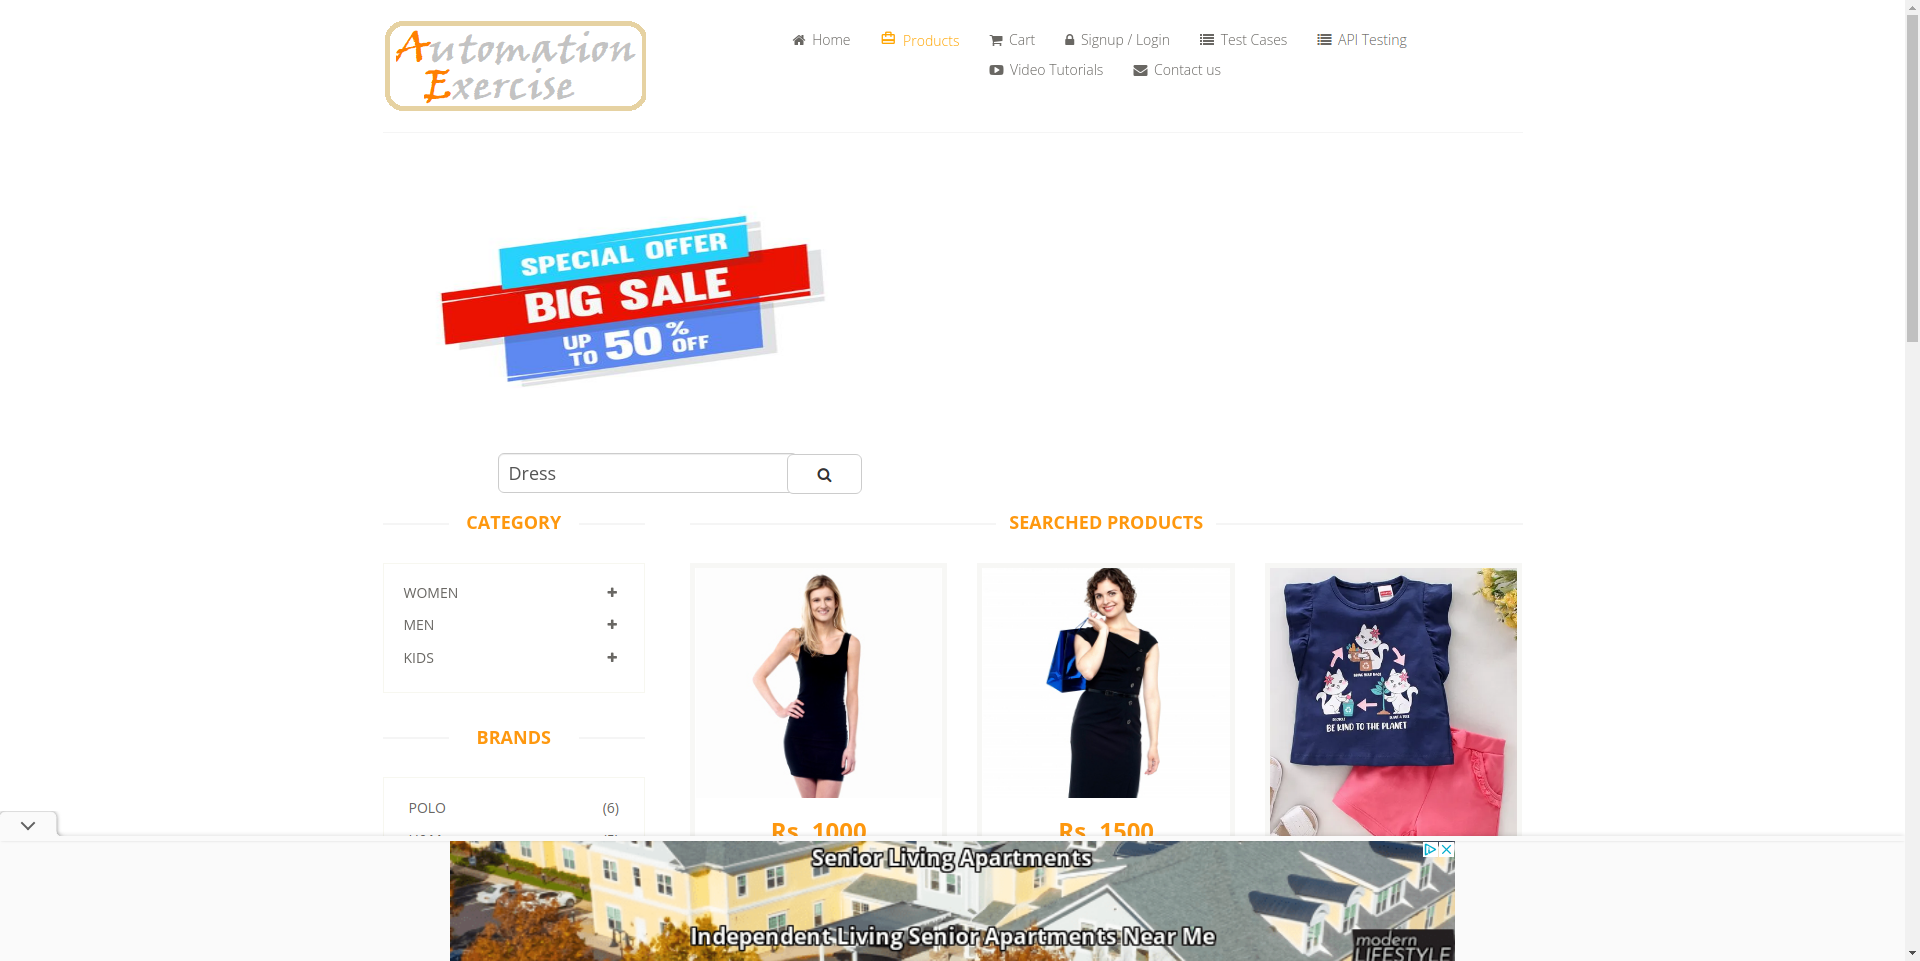 Automation
Exercise
Home
Products
Cart
Signup / Login
Test Cases
API Testing
Video Tutorials
Contact us
SPECIAL OFFER
BIG SALE
UP TO 50% OFF
Dress
CATEGORY
SEARCHED PRODUCTS
WOMEN
MEN
KIDS
BE KIND TO THE PLANET
BRANDS
POLO (6)
Rs. 1000
Rs. 1500
Senior Living Apartments
Independent Living Senior Apartments Near Me
modern
LIFESTYLE